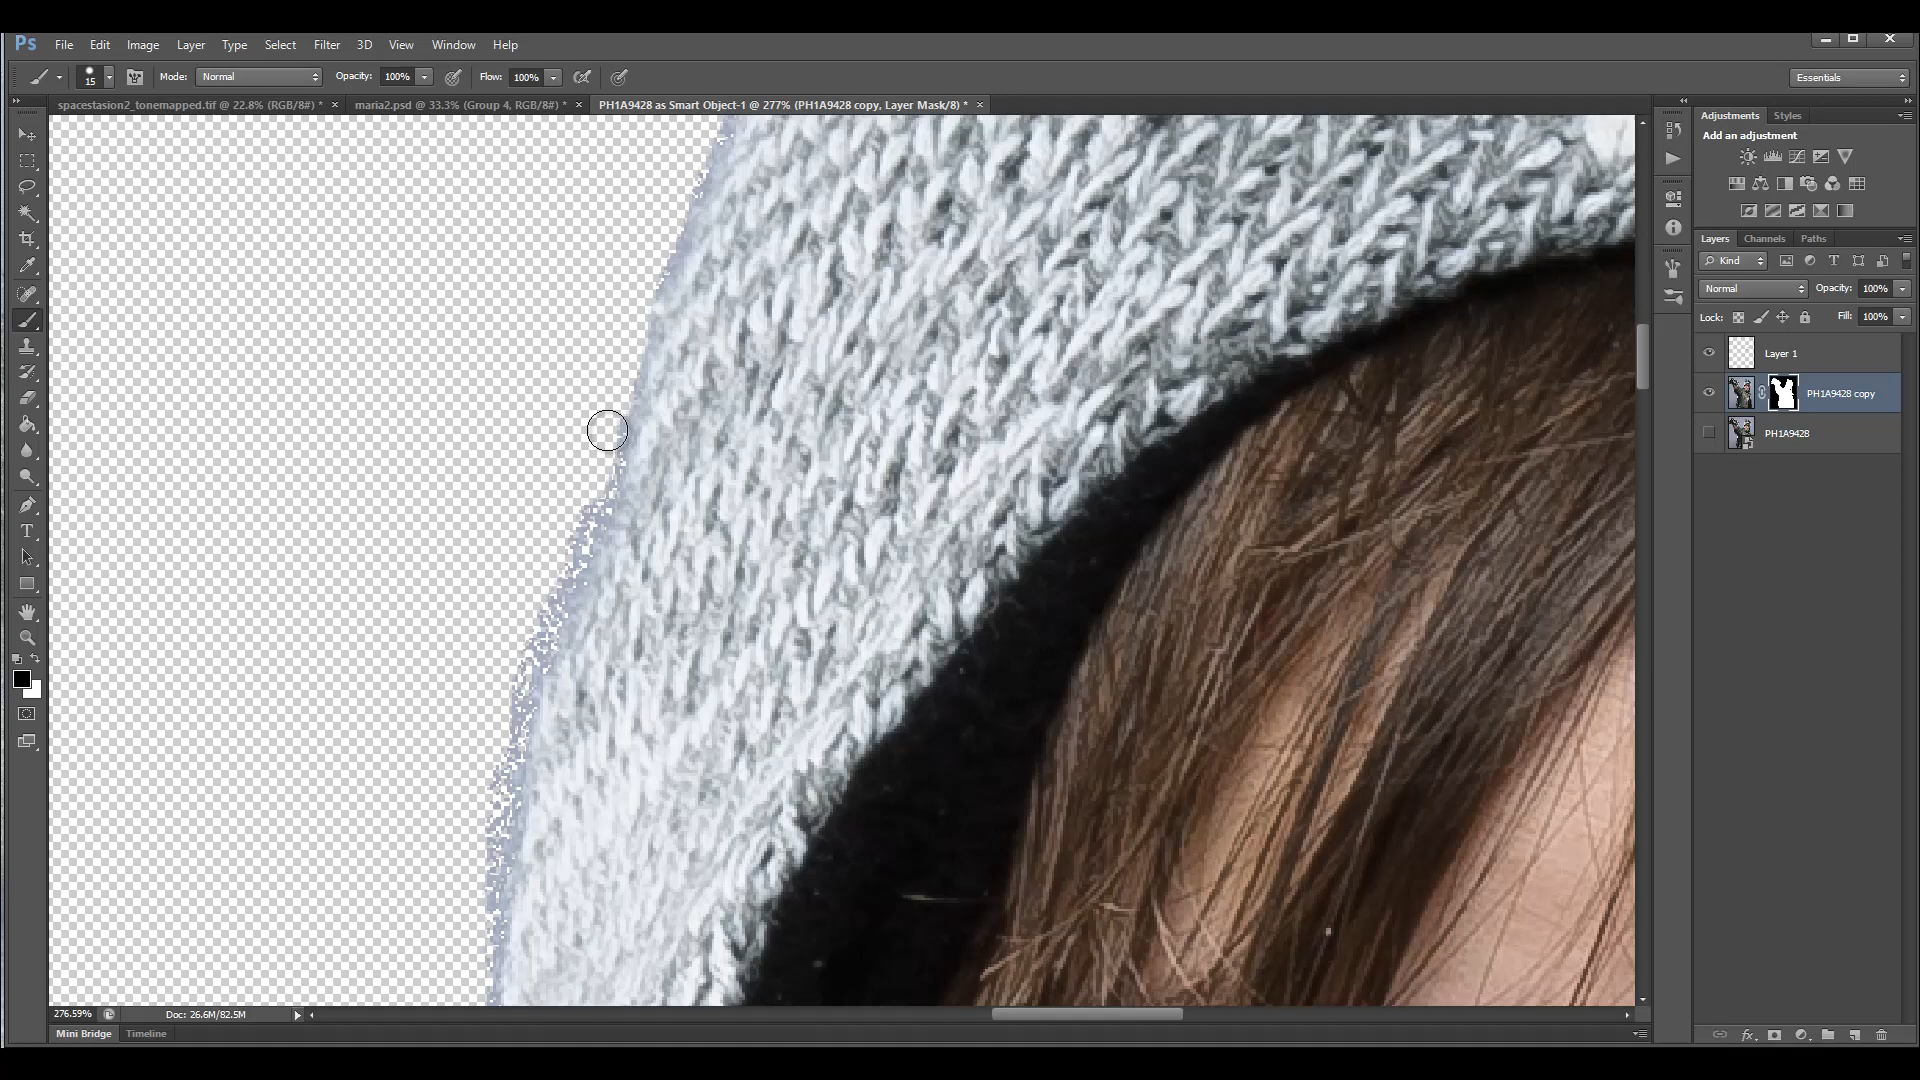 Ps File Edit Image Layer Type Select Filter 3D View Window Help
15 Mode: Normal Opacity: 100% Flow: 100% Essentials
spacestasion2_tonemapped.tif @ 22.8% (RGB/8#) * × maria2.psd @ 33.3% (Group 4, RGB/8#) * × PH1A9428 as Smart Object-1 @ 277% (PH1A9428 copy, Layer Mask/8) * ×
Adjustments Styles
Add an adjustment
Layers Channels Paths
Kind T
Normal Opacity: 100%
Lock: Fill: 100%
Layer 1
PH1A9428 copy
PH1A9428
T
276.59% Doc: 26.6M/82.5M
fx
Mini Bridge Timeline